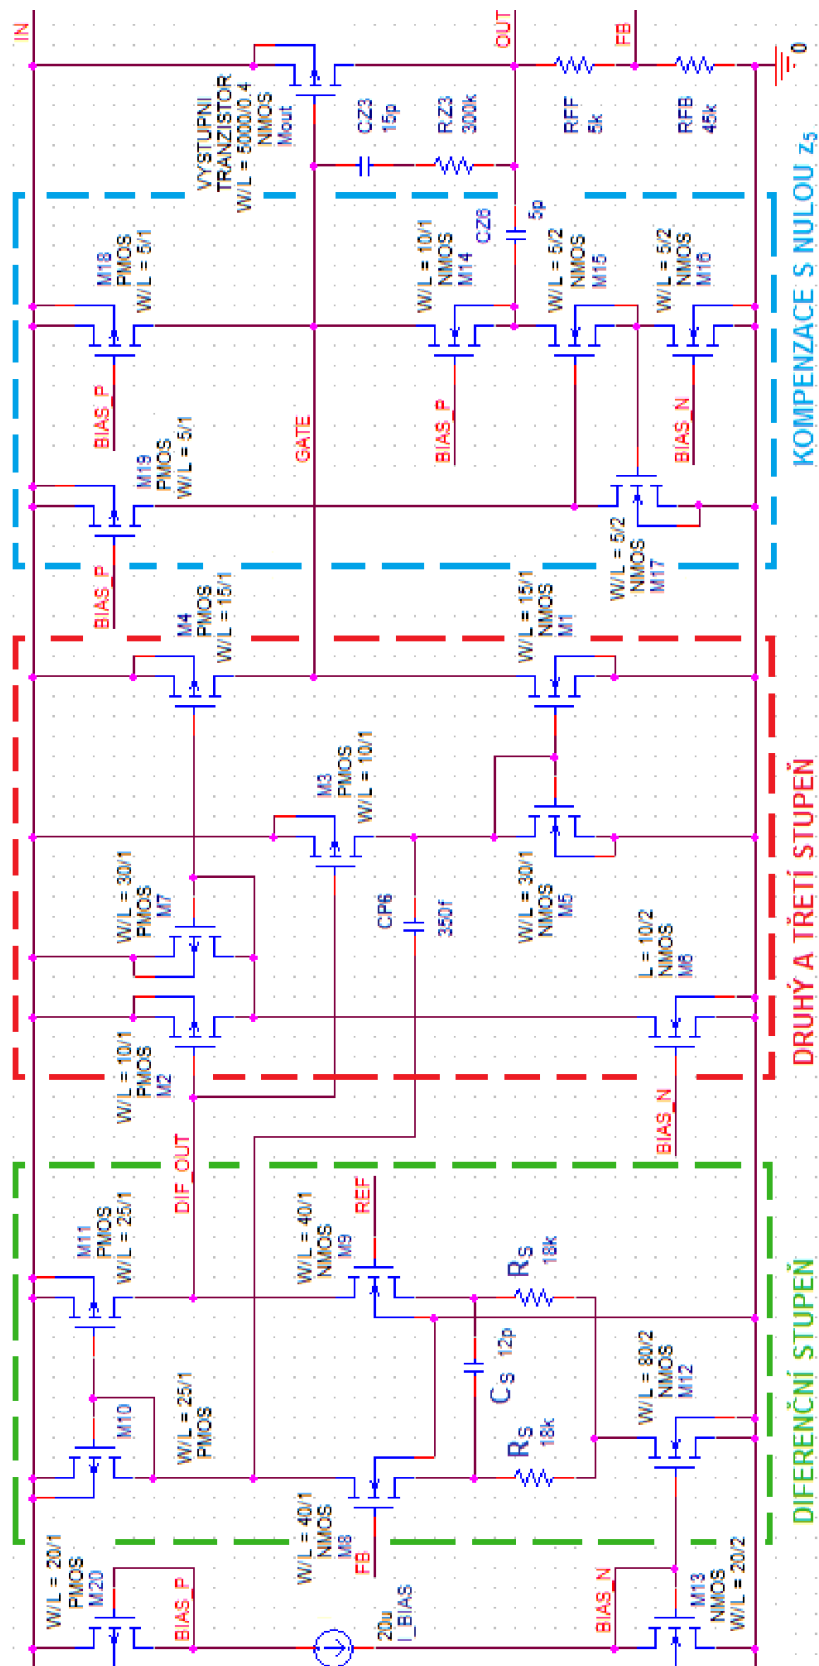 IN
OUT
FB
0
VYSTUPNI
TRANZISTOR
W/L = 5000/0.4
NMOS
Mout
CZ3
15p
RZ3
300k
RFF
5k
RFB
45k
KOMPENZACE S NULOU z5
M18
PMOS
W/L = 5/1
BIAS_P
W/L = 10/1
NMOS
M14
BIAS_P
CZ6
5p
W/L = 5/2
NMOS
M15
W/L = 5/2
NMOS
M16
BIAS_N
GATE
M19
PMOS
W/L = 5/1
BIAS_P
W/L = 5/2
NMOS
M17
DRUHÝ A TŘETÍ STUPEŇ
M4
PMOS
W/L = 15/1
W/L = 15/1
NMOS
M1
M3
PMOS
W/L = 10/1
W/L = 30/1
PMOS
M7
CP6
350f
W/L = 30/1
NMOS
M5
W/L = 10/1
PMOS
M2
L = 10/2
NMOS
M6
BIAS_N
DIF_OUT
DIFERENČNÍ STUPEŇ
M11
PMOS
W/L = 25/1
W/L = 40/1
NMOS
M9
REF
RS
18k
CS
12p
M10
W/L = 25/1
PMOS
W/L = 40/1
NMOS
M8
FB
RS
18k
W/L = 80/2
NMOS
M12
W/L = 20/1
PMOS
M20
BIAS_P
20u
I_BIAS
BIAS_N
M13
NMOS
W/L = 20/2